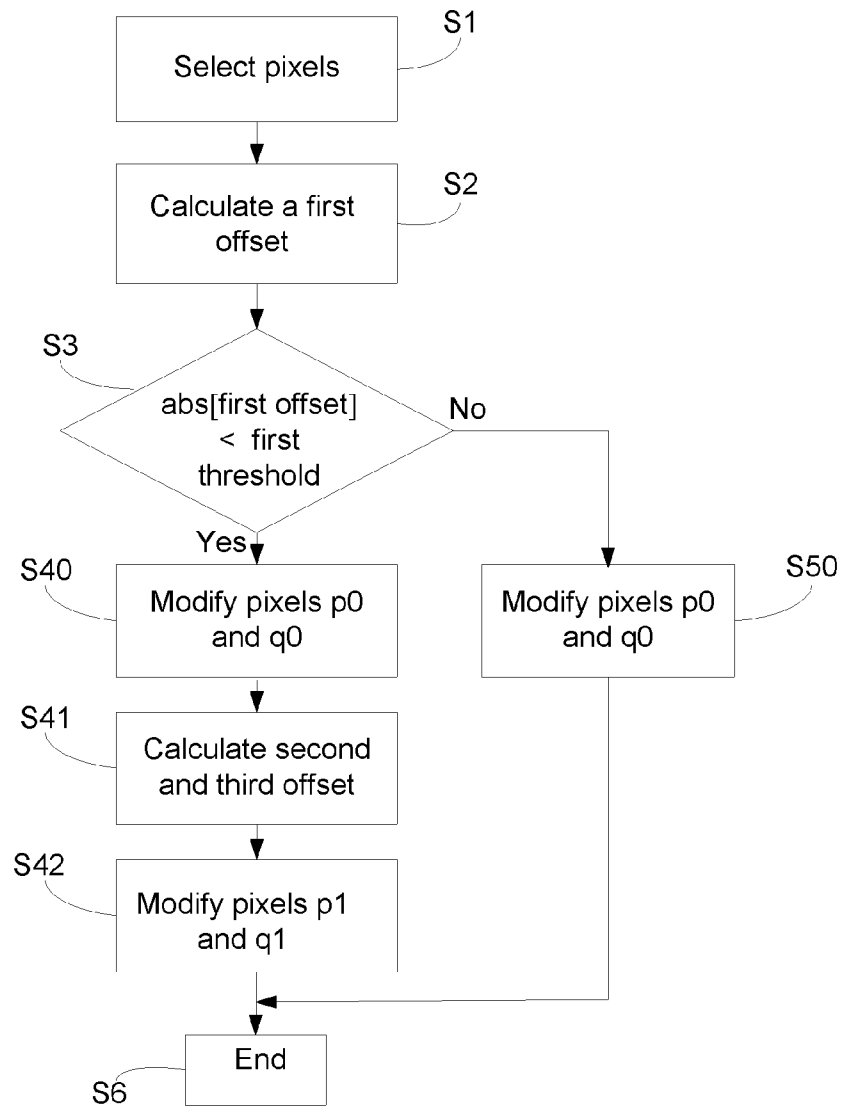 S1
Select pixels
S2
Calculate a first
offset
S3
abs[first offset]
< first
threshold
No
Yes
S40
Modify pixels p0
and q0
S50
Modify pixels p0
and q0
S41
Calculate second
and third offset
S42
Modify pixels p1
and q1
End
S6